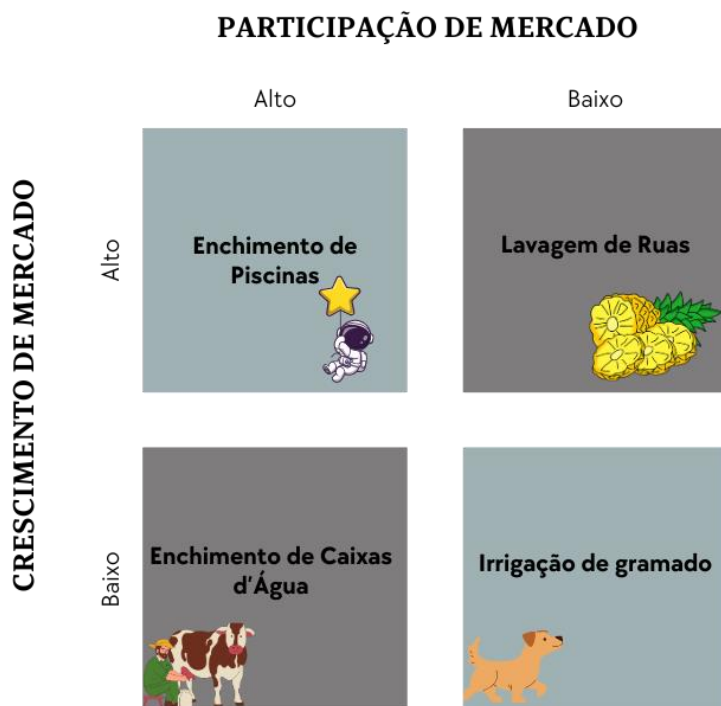 PARTICIPAÇÃO DE MERCADO
Alto
Baixo
CRESCIMENTO DE MERCADO
Alto
Enchimento de
Piscinas
Lavagem de Ruas
Baixo
Enchimento de Caixas
d'Água
Irrigação de gramado